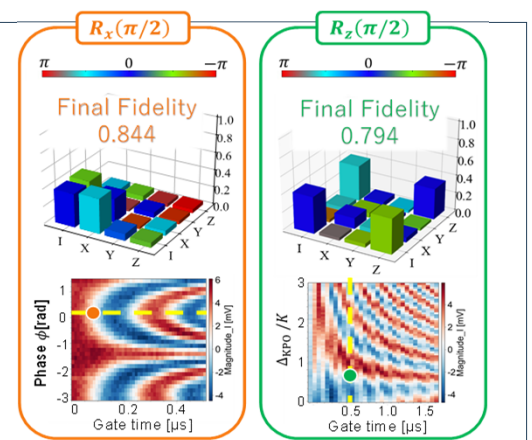 Rₓ(π/2)
π 0 −π
Final Fidelity
0.844
1.0
0.8
0.6
0.4
0.2
0.0
I X Y Z
I X Y Z
Phase ϕ[rad]
1
0
-1
-2
-3
0 0.2 0.4
Gate time [µs]
6
4
2
0
-2
-4
Magnitude_I [mV]
R_z(π/2)
π 0 −π
Final Fidelity
0.794
1.0
0.8
0.6
0.4
0.2
0.0
I X Y Z
I X Y Z
Δ_KPO /K
3
2
1
0
0.5 1.0 1.5
Gate time [µs]
4
2
0
-2
-4
Magnitude_I [mV]